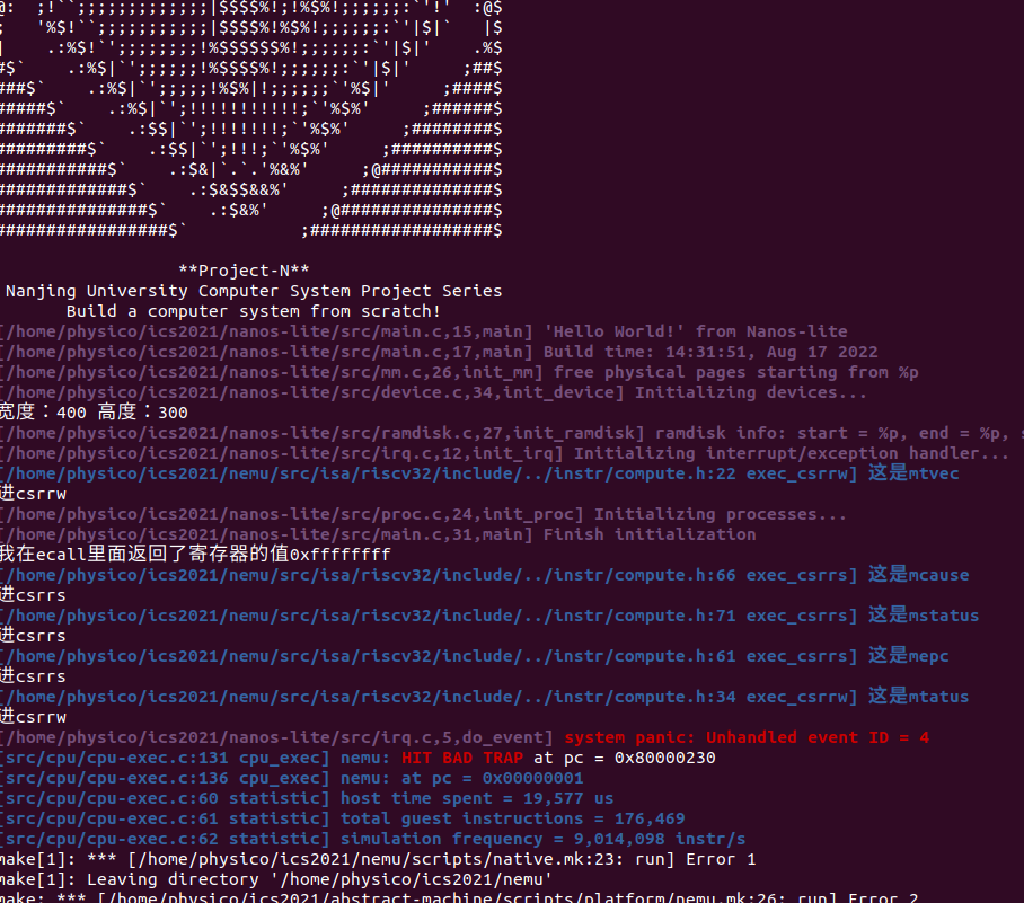 @:  ;!``;;;;;;;;;;;;;|$$$$%!;!%$%!;;;;;;:`'!'  :@$
;   '%$!``;;;;;;;;;;;|$$$$%!%$%!;;;;;;:`'|$|`   |$
|    .:%$!`';;;;;;;;!%$$$$$$%!;;;;;;;:`'|$|'    .%$
#$`    .:%$|`';;;;;;!%$$$$%!;;;;;;;:`'|$|'     ;##$
###$`    .:%$|`';;;;;!%$%|!;;;;;;`'%$|'     ;####$
#####$`    .:%$|`';!!!!!!!!!!!;`'%$%'     ;######$
#######$`    .:$$|`';!!!!!!!;`'%$%'     ;########$
#########$`    .:$$|`';!!!;`'%$%'     ;##########$
###########$`    .:$&|`.`.'%&%'     ;@###########$
#############$`    .:$&$$&&%'     ;##############$
###############$`    .:$&%'     ;@###############$
#################$`           ;##################$
**Project-N**
Nanjing University Computer System Project Series
Build a computer system from scratch!
[/home/physico/ics2021/nanos-lite/src/main.c,15,main] 'Hello World!' from Nanos-lite
[/home/physico/ics2021/nanos-lite/src/main.c,17,main] Build time: 14:31:51, Aug 17 2022
[/home/physico/ics2021/nanos-lite/src/mm.c,26,init_mm] free physical pages starting from %p
[/home/physico/ics2021/nanos-lite/src/device.c,34,init_device] Initializing devices...
宽度：400 高度：300
[/home/physico/ics2021/nanos-lite/src/ramdisk.c,27,init_ramdisk] ramdisk info: start = %p, end = %p,
[/home/physico/ics2021/nanos-lite/src/irq.c,12,init_irq] Initializing interrupt/exception handler...
[/home/physico/ics2021/nemu/src/isa/riscv32/include/../instr/compute.h:22 exec_csrrw] 这是mtvec
进csrrw
[/home/physico/ics2021/nanos-lite/src/proc.c,24,init_proc] Initializing processes...
[/home/physico/ics2021/nanos-lite/src/main.c,31,main] Finish initialization
我在ecall里面返回了寄存器的值0xffffffff
[/home/physico/ics2021/nemu/src/isa/riscv32/include/../instr/compute.h:66 exec_csrrs] 这是mcause
进csrrs
[/home/physico/ics2021/nemu/src/isa/riscv32/include/../instr/compute.h:71 exec_csrrs] 这是mstatus
进csrrs
[/home/physico/ics2021/nemu/src/isa/riscv32/include/../instr/compute.h:61 exec_csrrs] 这是mepc
进csrrs
[/home/physico/ics2021/nemu/src/isa/riscv32/include/../instr/compute.h:34 exec_csrrw] 这是mtatus
进csrrw
[/home/physico/ics2021/nanos-lite/src/irq.c,5,do_event] system panic: Unhandled event ID = 4
[src/cpu/cpu-exec.c:131 cpu_exec] nemu: HIT BAD TRAP at pc = 0x80000230
[src/cpu/cpu-exec.c:136 cpu_exec] nemu: at pc = 0x00000001
[src/cpu/cpu-exec.c:60 statistic] host time spent = 19,577 us
[src/cpu/cpu-exec.c:61 statistic] total guest instructions = 176,469
[src/cpu/cpu-exec.c:62 statistic] simulation frequency = 9,014,098 instr/s
make[1]: *** [/home/physico/ics2021/nemu/scripts/native.mk:23: run] Error 1
make[1]: Leaving directory '/home/physico/ics2021/nemu'
make: *** [/home/physico/ics2021/abstract-machine/scripts/platform/nemu.mk:26: run] Error 2